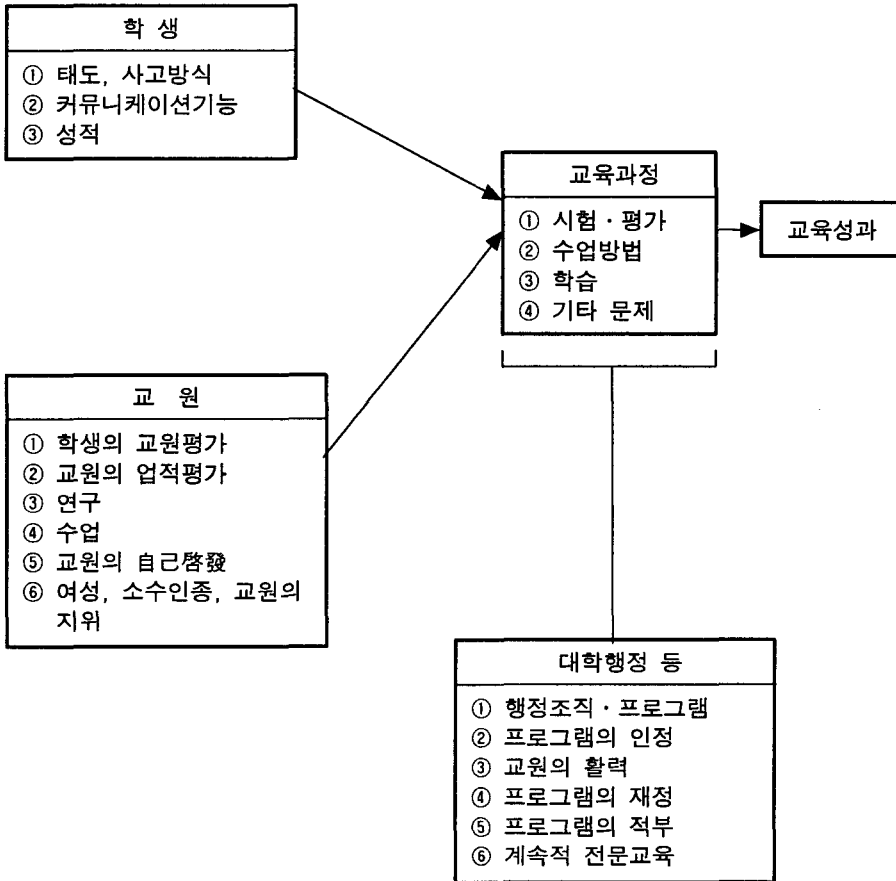 학 생
① 태도, 사고방식
② 커뮤니케이션기능
③ 성적
교육과정
① 시험 · 평가
② 수업방법
③ 학습
④ 기타 문제
교육성과
교 원
① 학생의 교원평가
② 교원의 업적평가
③ 연구
④ 수업
⑤ 교원의 自己啓發
⑥ 여성, 소수인종, 교원의
지위
대학행정 등
① 행정조직 · 프로그램
② 프로그램의 인정
③ 교원의 활력
④ 프로그램의 재정
⑤ 프로그램의 적부
⑥ 계속적 전문교육